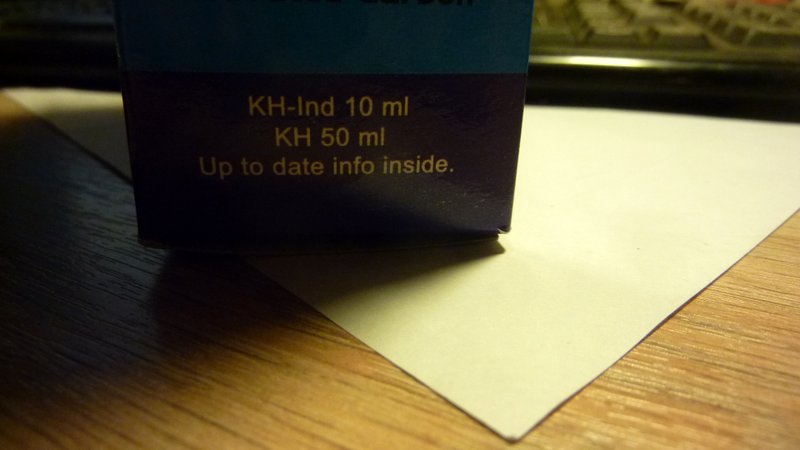 KH-Ind 10 ml
KH 50 ml
Up to date info inside.